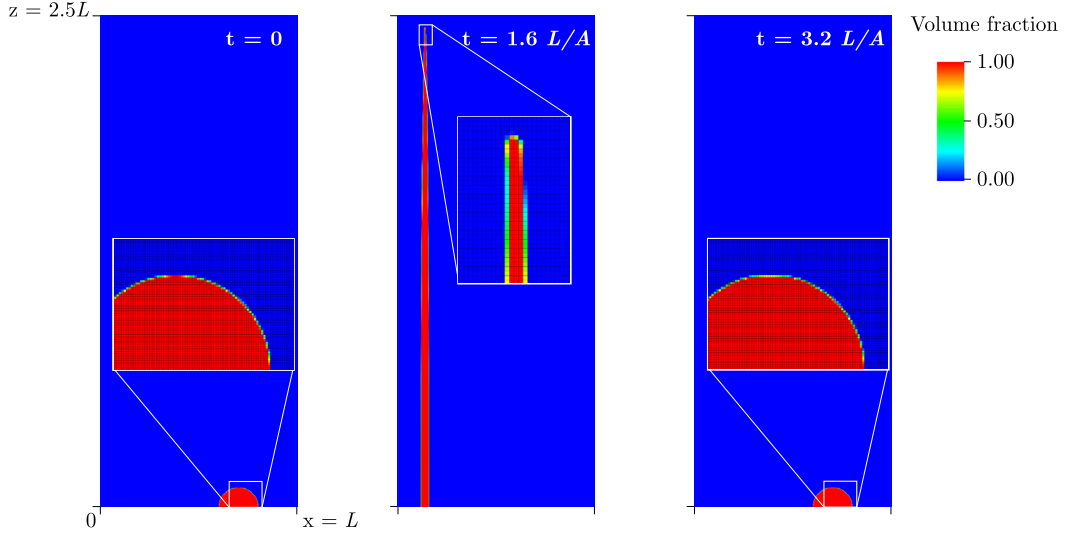 z = 2.5L
t = 0
t = 1.6 L/A
t = 3.2 L/A
Volume fraction
1.00
0.50
0.00
0
x = L